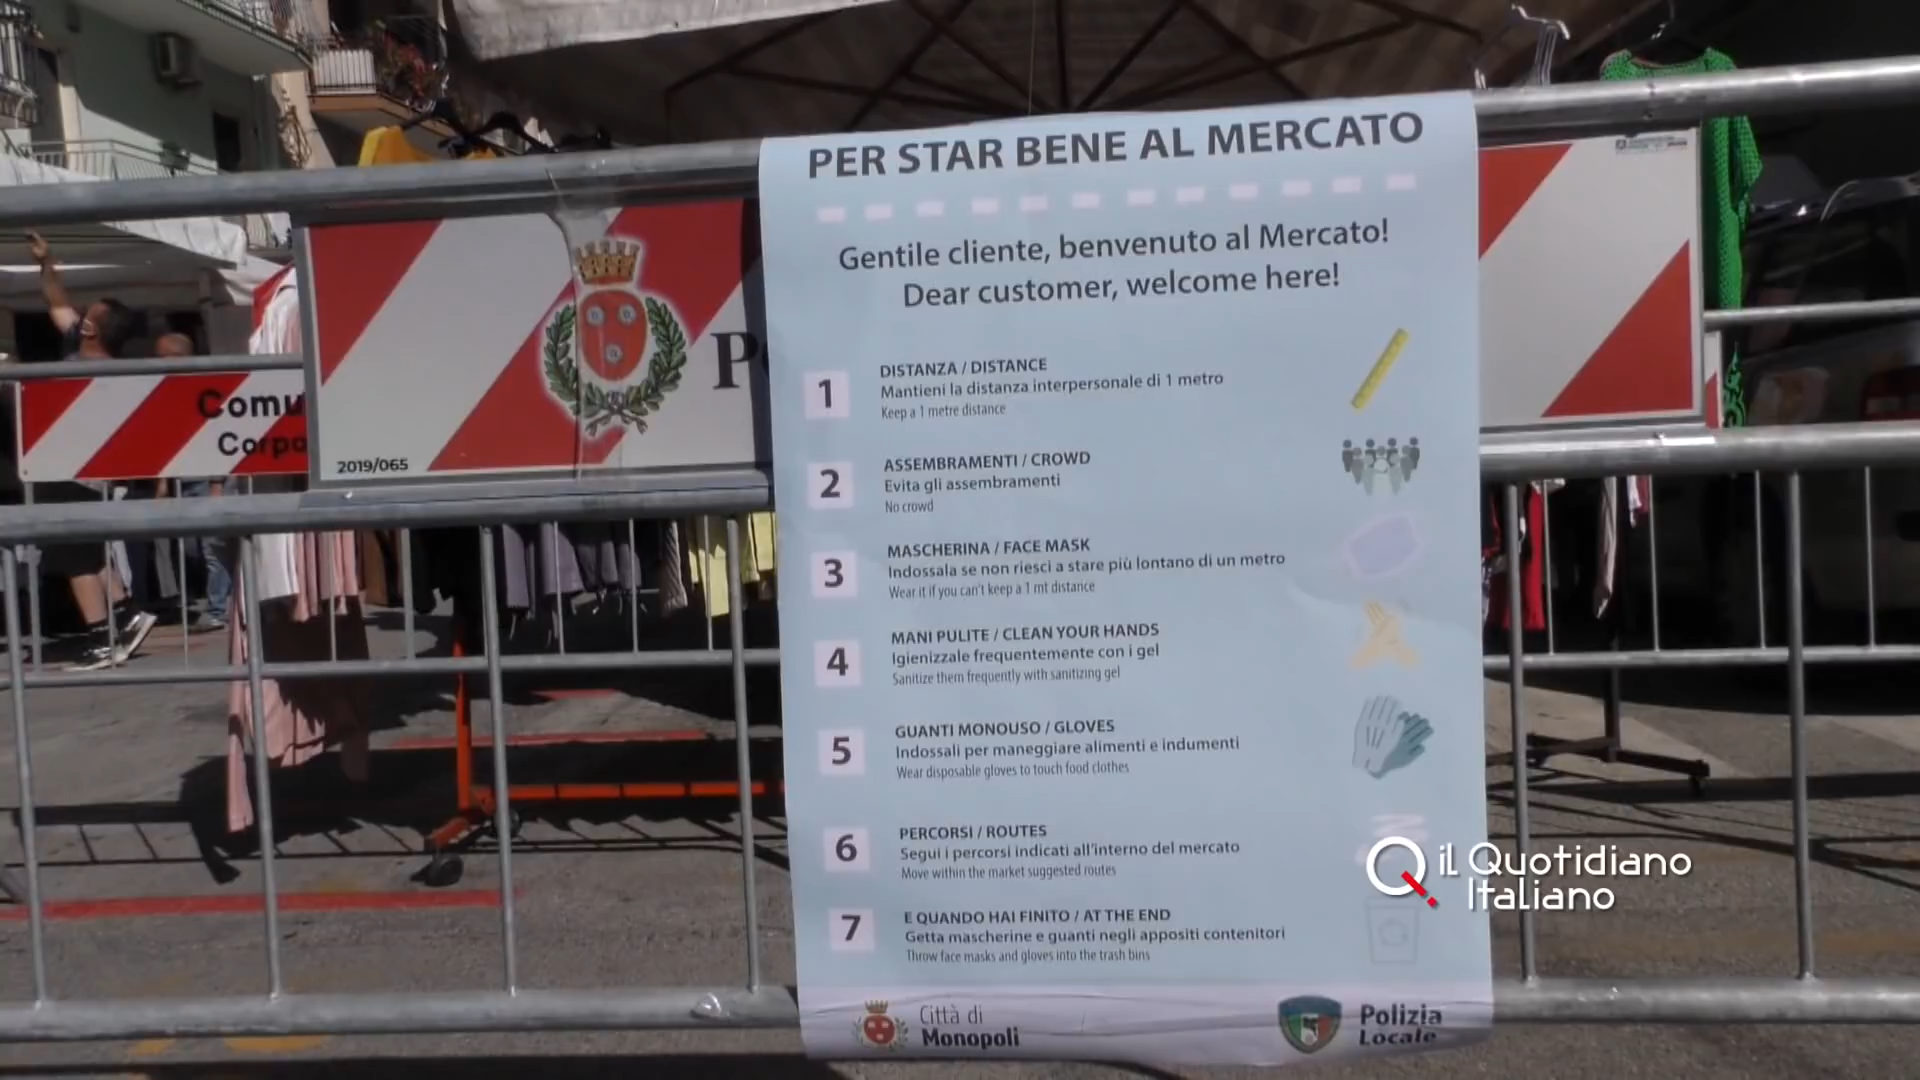 PER STAR BENE AL MERCATO
Gentile cliente, benvenuto al Mercato!
Dear customer, welcome here!
1
DISTANZA / DISTANCE
Mantieni la distanza interpersonale di 1 metro
Keep a 1 metre distance
2
ASSEMBRAMENTI / CROWD
Evita gli assembramenti
No crowd
3
MASCHERINA / FACE MASK
Indossala se non riesci a stare più lontano di un metro
Wear it if you can't keep a 1 mt distance
4
MANI PULITE / CLEAN YOUR HANDS
Igienizzale frequentemente con i gel
Sanitize them frequently with sanitizing gel
5
GUANTI MONOUSO / GLOVES
Indossali per maneggiare alimenti e indumenti
Wear disposable gloves to touch food clothes
6
PERCORSI / ROUTES
Segui i percorsi indicati all'interno del mercato
Move within the market suggested routes
7
E QUANDO HAI FINITO / AT THE END
Getta mascherine e guanti negli appositi contenitori
Throw face masks and gloves into the trash bins
Città di
Monopoli
Polizia
Locale
Comu
Corpo
2019/065
P
il Quotidiano
Italiano